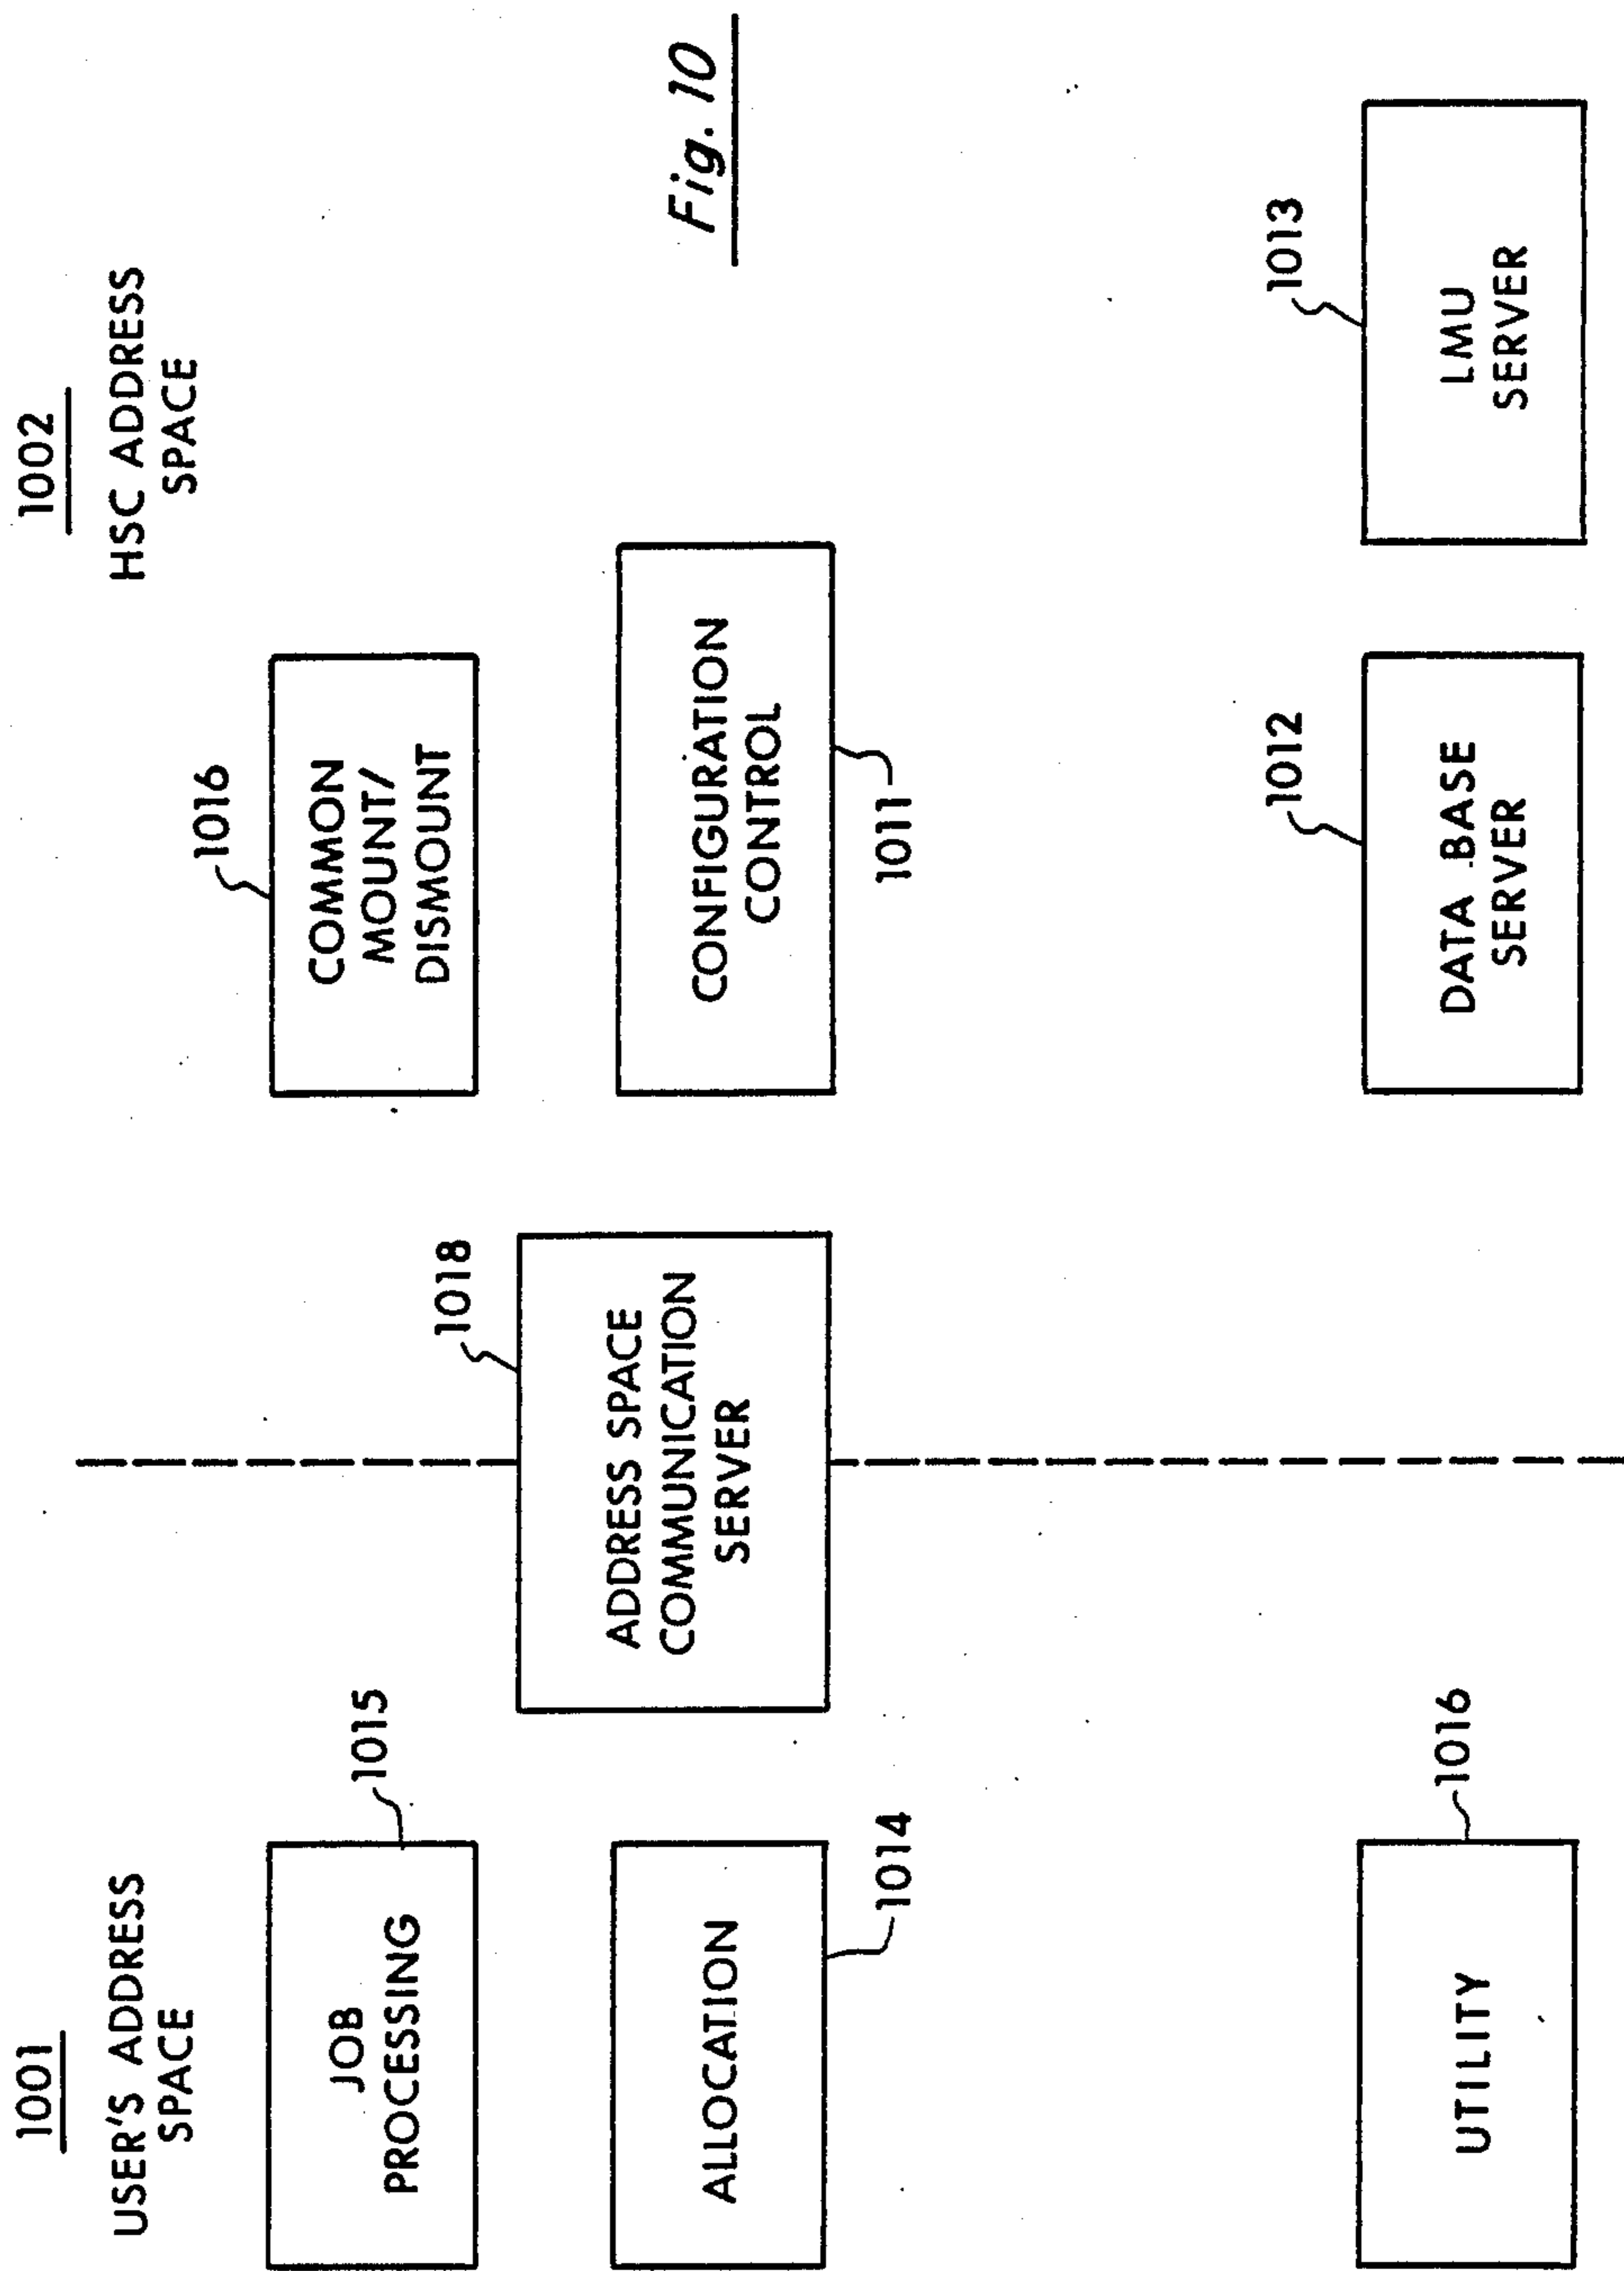 1001
USER'S ADDRESS
SPACE
1002
HSC ADDRESS
SPACE
JOB
PROCESSING
1015
1016
COMMON
MOUNT/
DISMOUNT
1018
ADDRESS SPACE
COMMUNICATION
SERVER
ALLOCATION
1014
CONFIGURATION
CONTROL
1011
Fig. 10
UTILITY
1016
1012
DATA BASE
SERVER
1013
LMU
SERVER